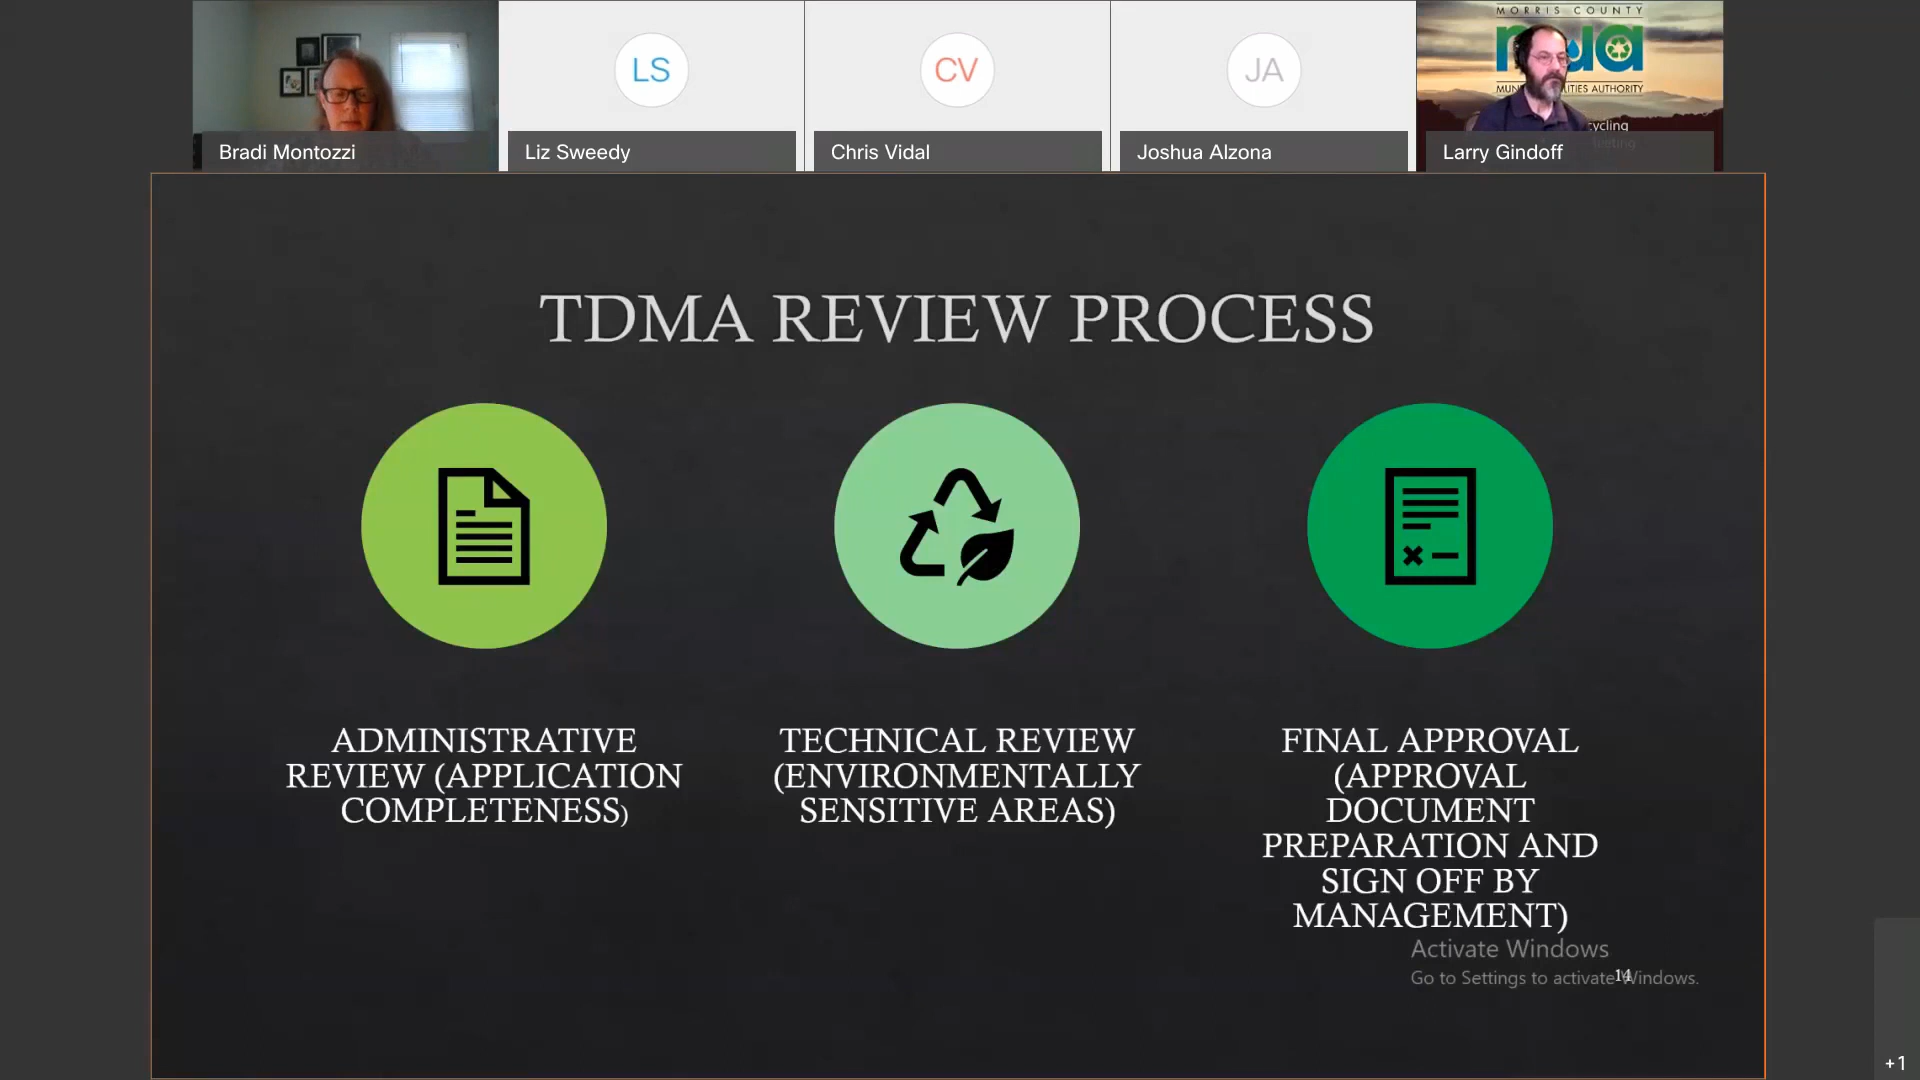 MORRIS COUNTY
LS
CV
JA
Bradi Montozzi
Liz Sweedy
Chris Vidal
Joshua Alzona
Larry Gindoff
TDMA REVIEW PROCESS
ADMINISTRATIVE
REVIEW (APPLICATION
COMPLETENESS)
TECHNICAL REVIEW
(ENVIRONMENTALLY
SENSITIVE AREAS)
FINAL APPROVAL
(APPROVAL
DOCUMENT
PREPARATION AND
SIGN OFF BY
MANAGEMENT)
Activate Windows
Go to Settings to activate Windows.
14
+1